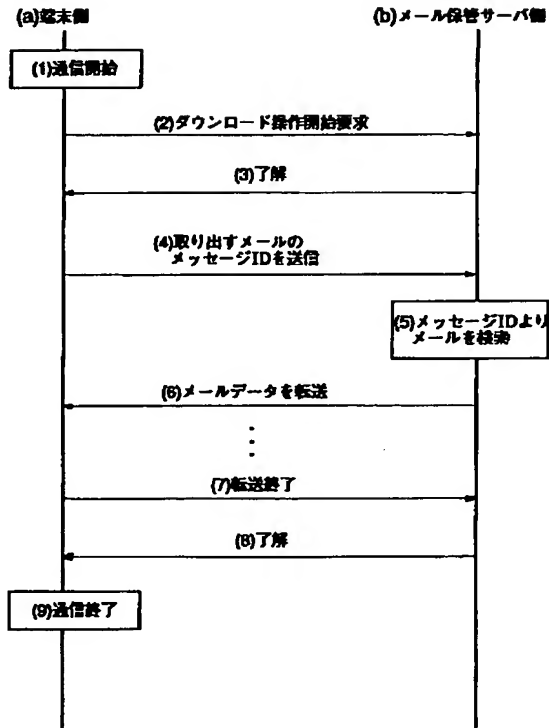 (a)端末側
(b)メール保管サーバ側
(1)通信開始
(2)ダウンロード操作開始要求
(3)了解
(4)取り出すメールの
メッセージIDを送信
(5)メッセージIDより
メールを検索
(6)メールデータを転送
(7)転送終了
(8)了解
(9)通信終了